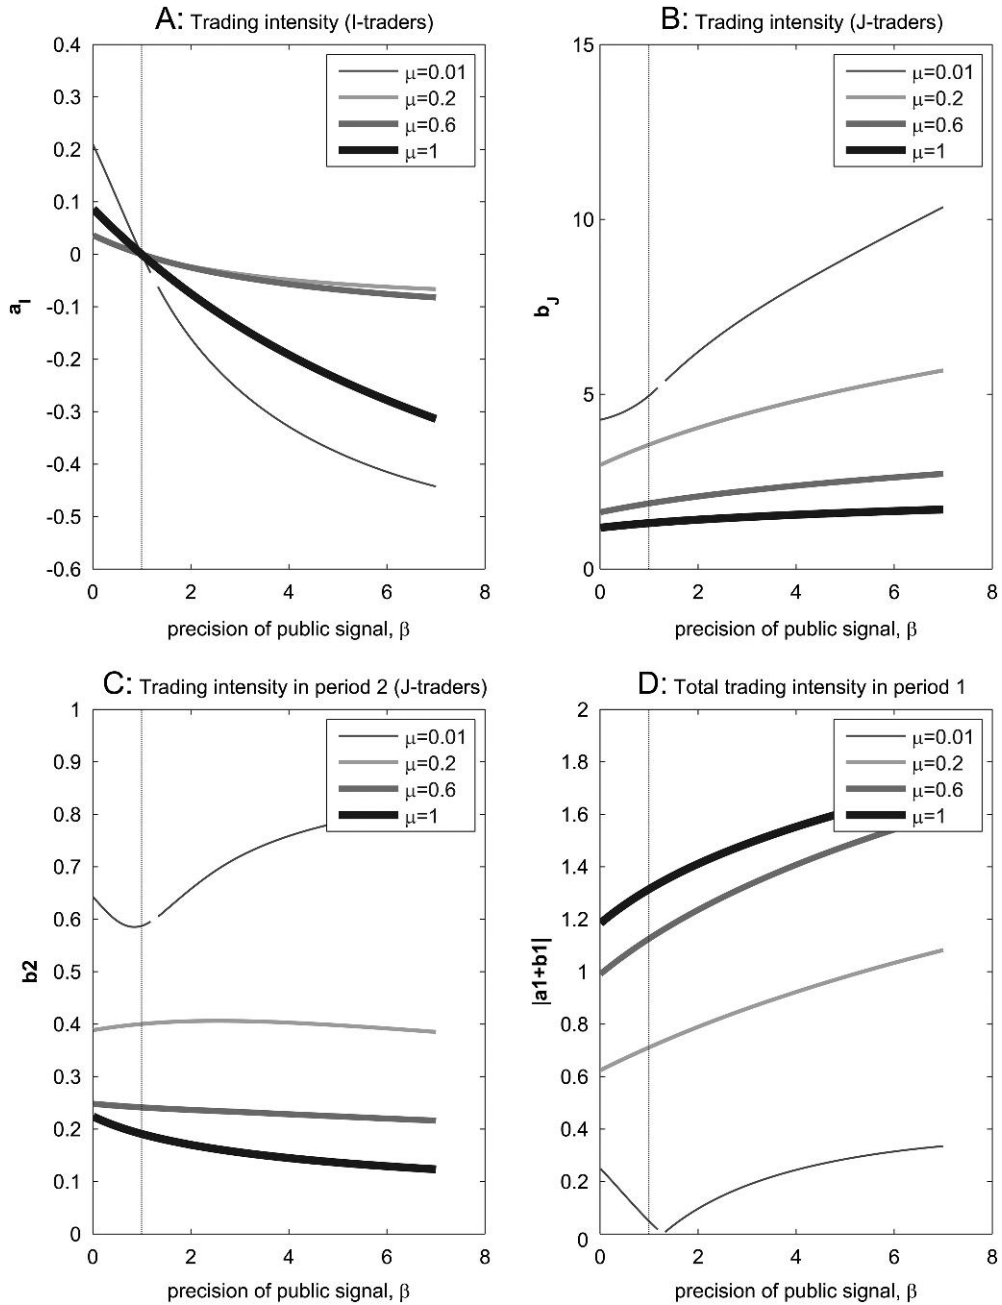 A: Trading intensity (I-traders)
0.4
0.3
0.2
0.1
0
-0.1
-0.2
-0.3
-0.4
-0.5
-0.6
aI
μ=0.01
μ=0.2
μ=0.6
μ=1
0 2 4 6 8
precision of public signal, β
B: Trading intensity (J-traders)
15
10
5
0
bJ
μ=0.01
μ=0.2
μ=0.6
μ=1
0 2 4 6 8
precision of public signal, β
C: Trading intensity in period 2 (J-traders)
1
0.9
0.8
0.7
0.6
0.5
0.4
0.3
0.2
0.1
0
b2
μ=0.01
μ=0.2
μ=0.6
μ=1
0 2 4 6 8
precision of public signal, β
D: Total trading intensity in period 1
2
1.8
1.6
1.4
1.2
1
0.8
0.6
0.4
0.2
0
|a1+b1|
μ=0.01
μ=0.2
μ=0.6
μ=1
0 2 4 6 8
precision of public signal, β